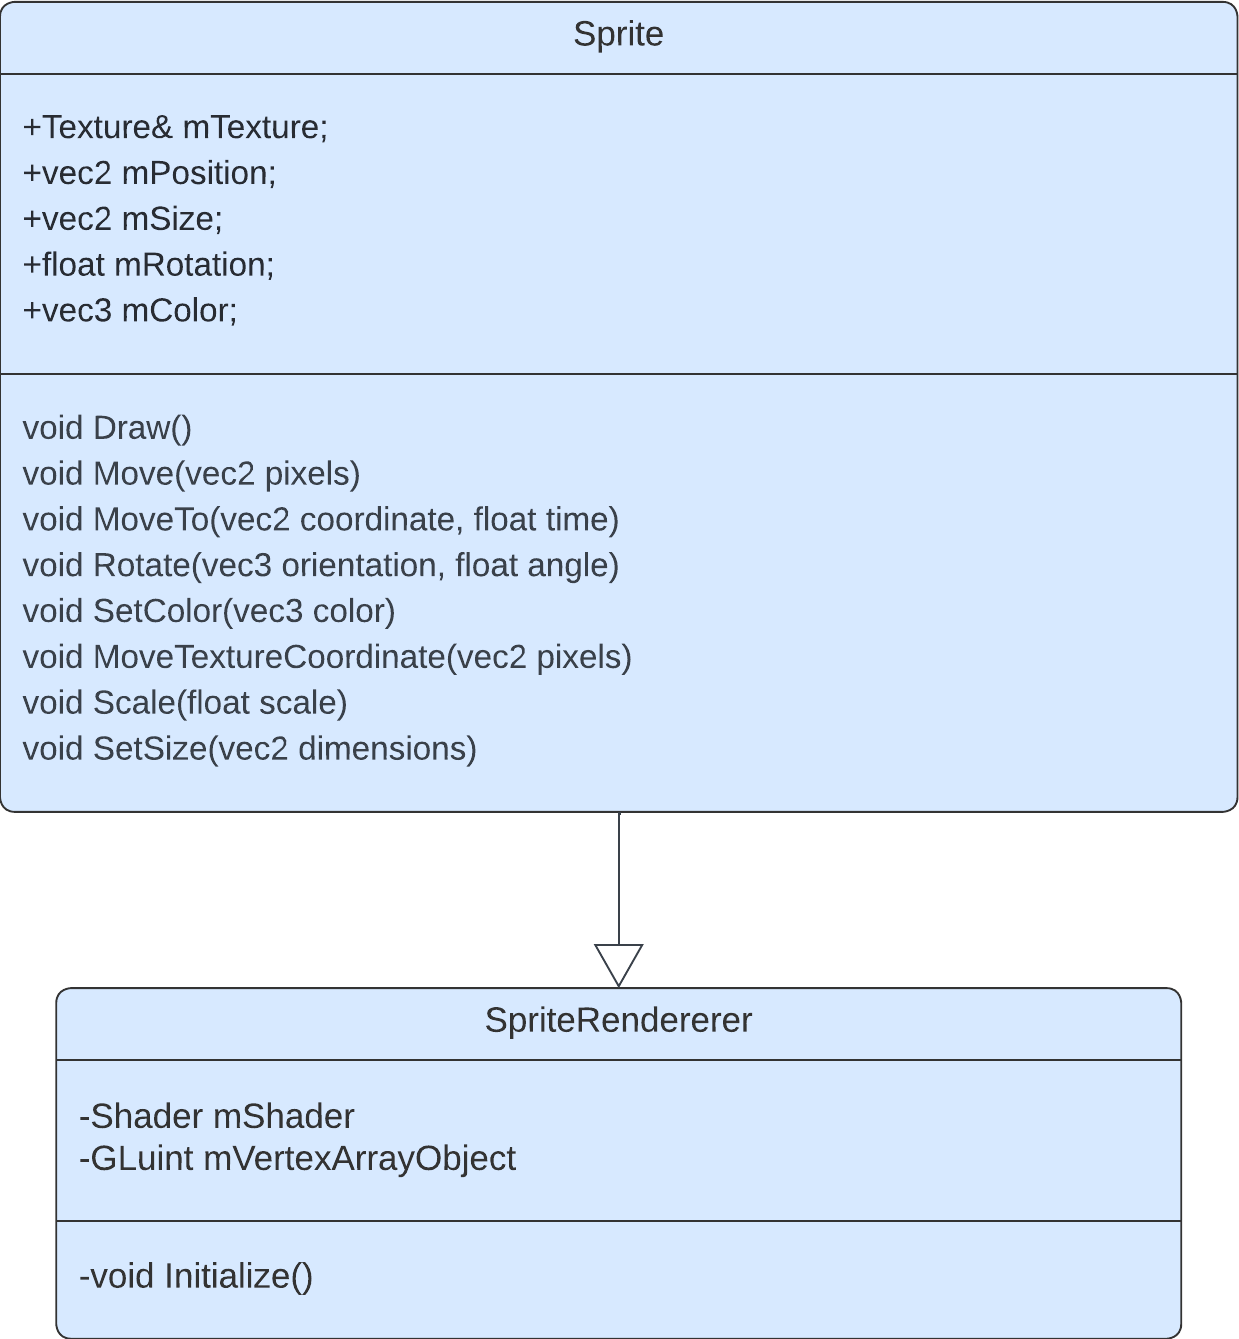 Sprite
+Texture& mTexture;
+vec2 mPosition;
+vec2 mSize;
+float mRotation;
+vec3 mColor;
void Draw()
void Move(vec2 pixels)
void MoveTo(vec2 coordinate, float time)
void Rotate(vec3 orientation, float angle)
void SetColor(vec3 color)
void MoveTextureCoordinate(vec2 pixels)
void Scale(float scale)
void SetSize(vec2 dimensions)
SpriteRendererer
-Shader mShader
-GLuint mVertexArrayObject
-void Initialize()